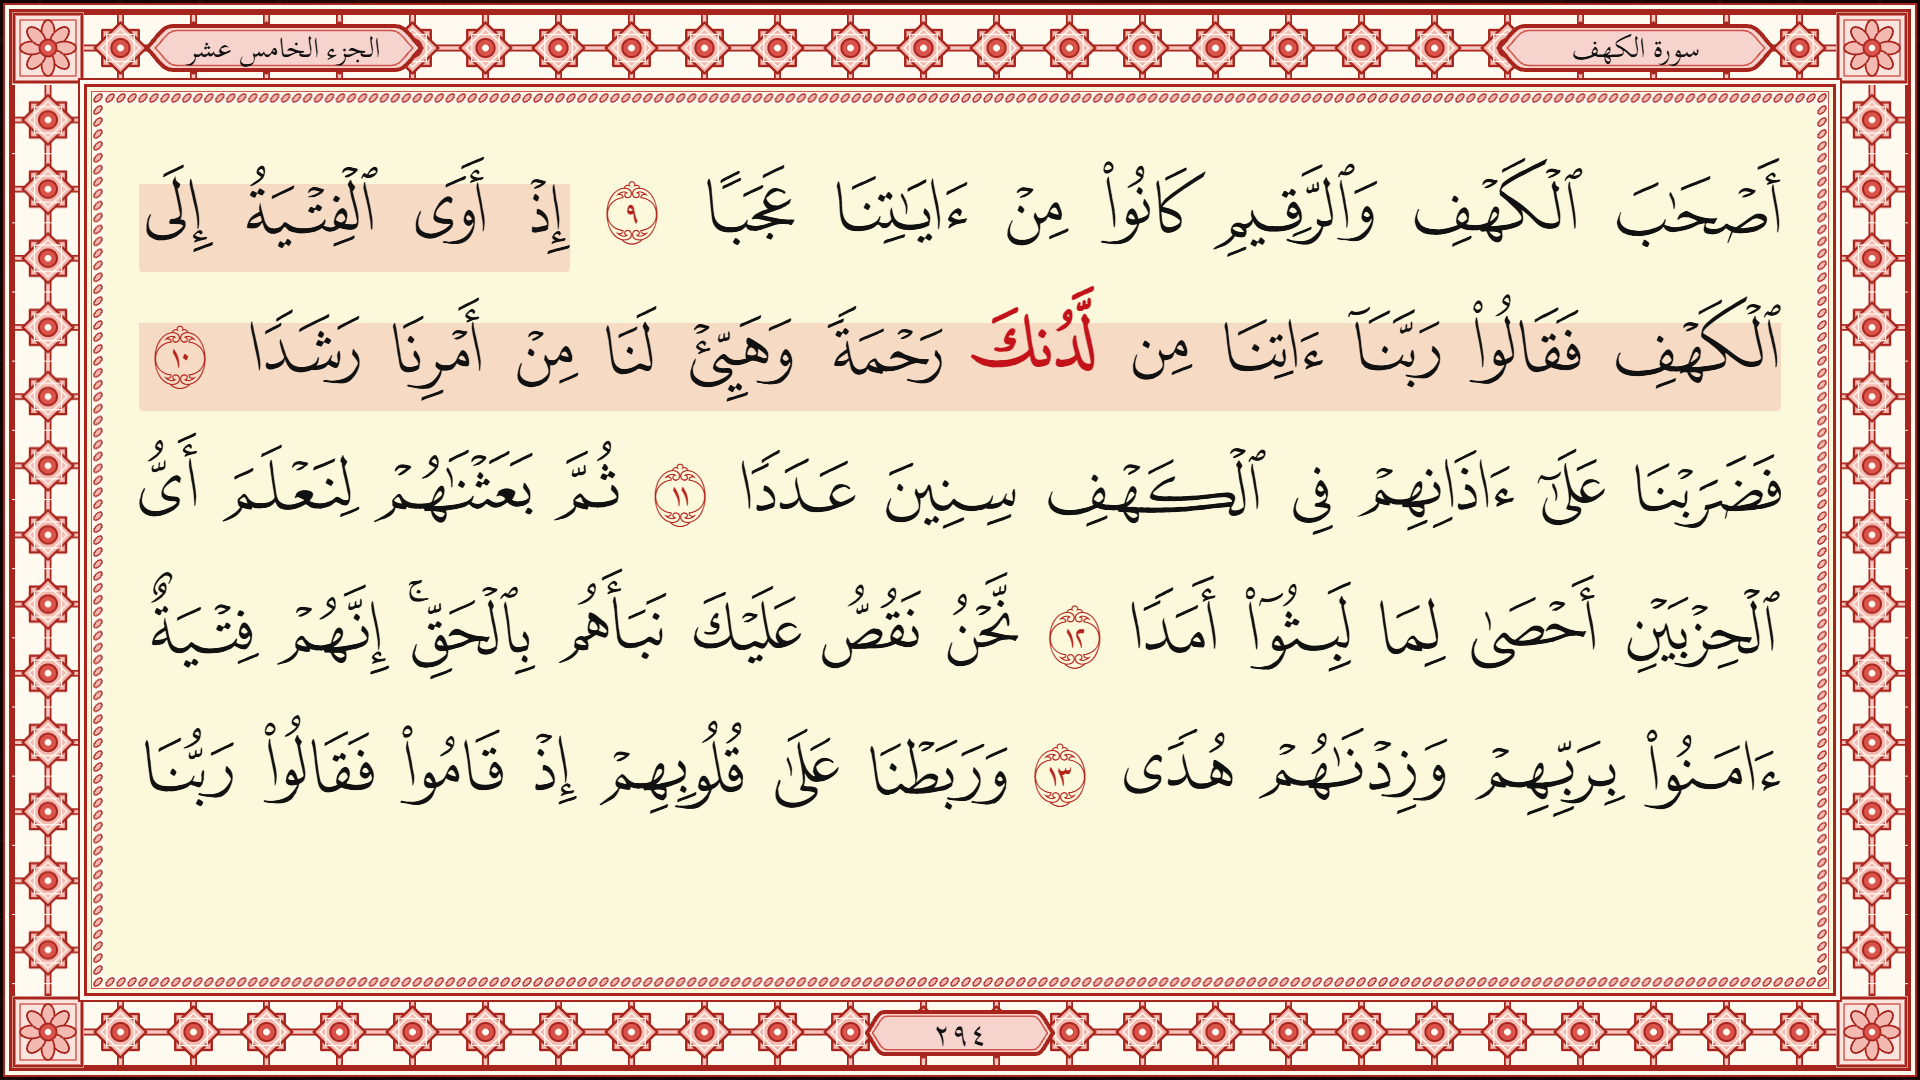 سورة الكهف
الجزء الخامس عشر
أَصۡحَٰبَ ٱلۡكَهۡفِ وَٱلرَّقِيمِ كَانُواْ مِنۡ ءَايَٰتِنَا عَجَبًا ٩ إِذۡ أَوَى ٱلۡفِتۡيَةُ إِلَى
ٱلۡكَهۡفِ فَقَالُواْ رَبَّنَآ ءَاتِنَا مِن لَّدُنكَ رَحۡمَةٗ وَهَيِّئۡ لَنَا مِنۡ أَمۡرِنَا رَشَدٗا ١٠
فَضَرَبۡنَا عَلَىٰٓ ءَاذَانِهِمۡ فِي ٱلۡكَهۡفِ سِنِينَ عَدَدٗا ١١ ثُمَّ بَعَثۡنَٰهُمۡ لِنَعۡلَمَ أَيُّ
ٱلۡحِزۡبَيۡنِ أَحۡصَىٰ لِمَا لَبِثُوٓاْ أَمَدٗا ١٢ نَّحۡنُ نَقُصُّ عَلَيۡكَ نَبَأَهُم بِٱلۡحَقِّۚ إِنَّهُمۡ فِتۡيَةٌ
ءَامَنُواْ بِرَبِّهِمۡ وَزِدۡنَٰهُمۡ هُدٗى ١٣ وَرَبَطۡنَا عَلَىٰ قُلُوبِهِمۡ إِذۡ قَامُواْ فَقَالُواْ رَبُّنَا
٢٩٤